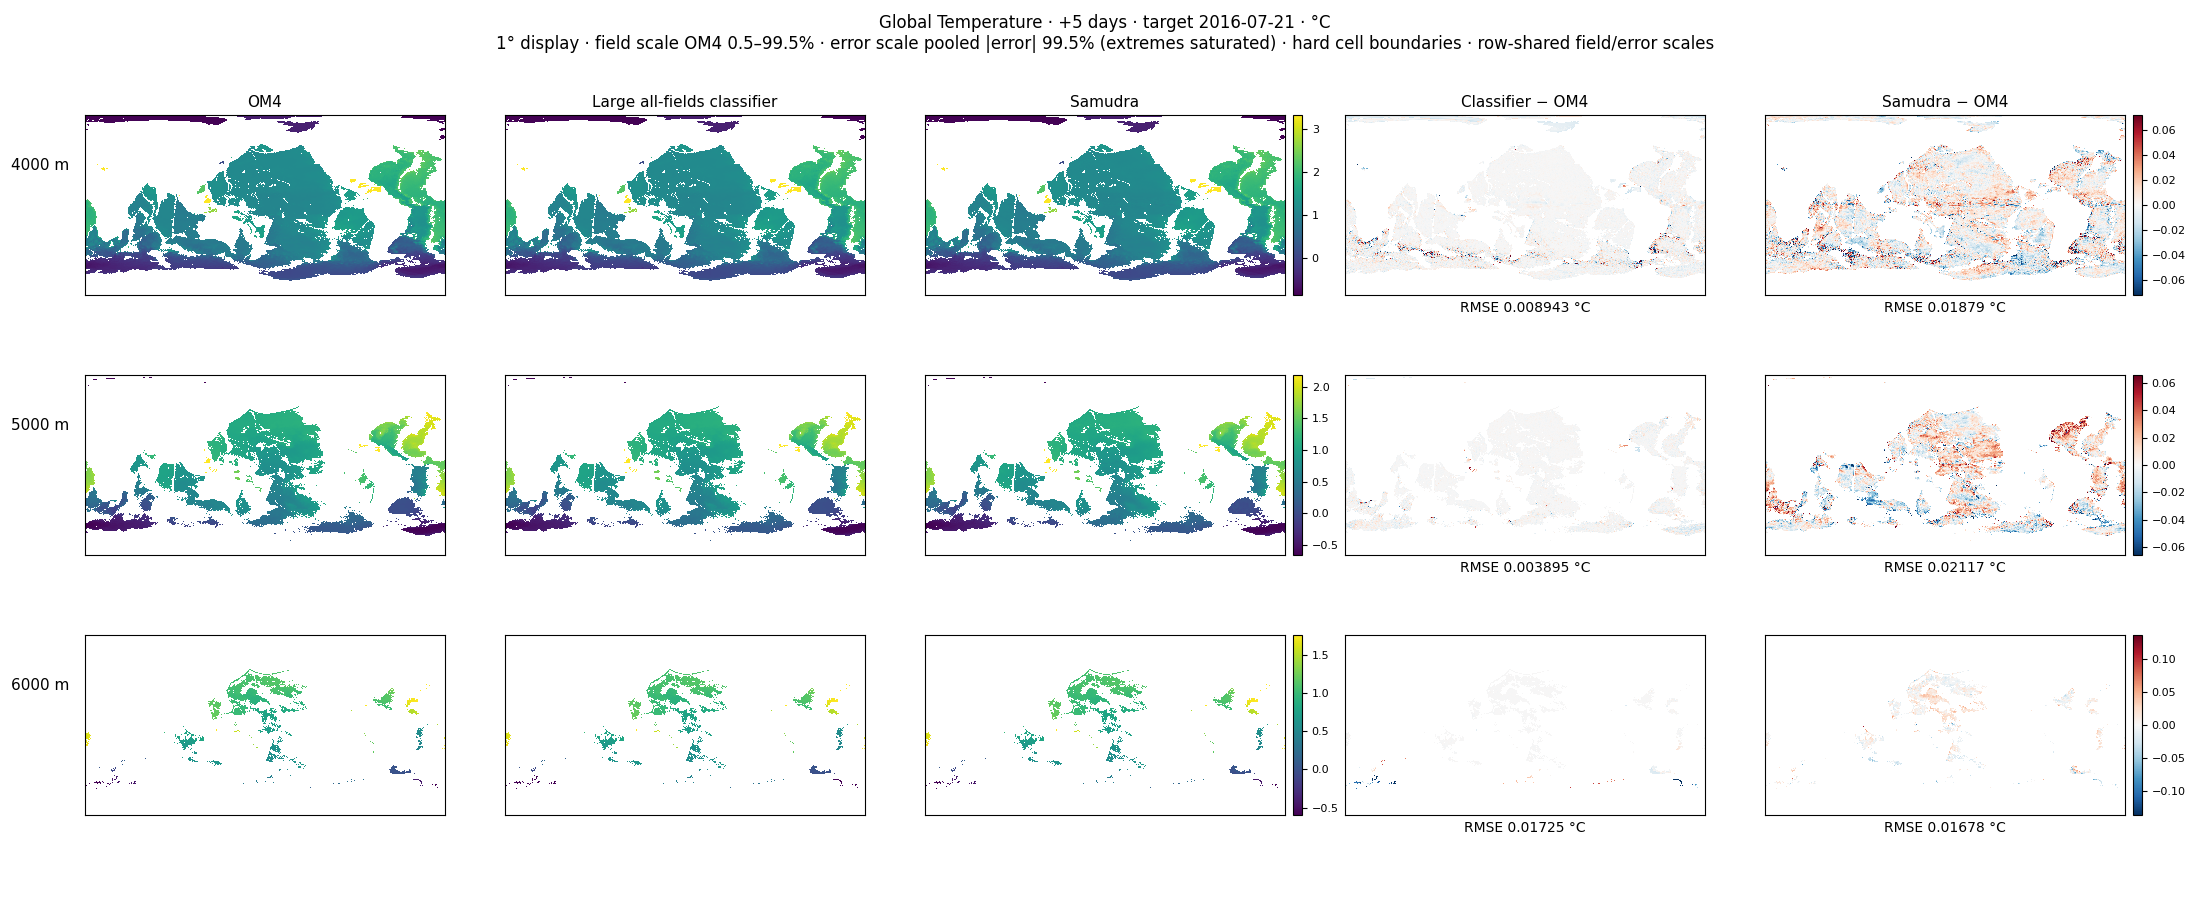 Global Temperature · +5 days · target 2016-07-21 · °C
1° display · field scale OM4 0.5–99.5% · error scale pooled |error| 99.5% (extremes saturated) · hard cell boundaries · row-shared field/error scales
OM4
Large all-fields classifier
Samudra
Classifier − OM4
Samudra − OM4
4000 m
3
2
1
0
0.06
0.04
0.02
0.00
−0.02
−0.04
−0.06
RMSE 0.008943 °C
RMSE 0.01879 °C
5000 m
2.0
1.5
1.0
0.5
0.0
−0.5
0.06
0.04
0.02
0.00
−0.02
−0.04
−0.06
RMSE 0.003895 °C
RMSE 0.02117 °C
6000 m
1.5
1.0
0.5
0.0
−0.5
0.10
0.05
0.00
−0.05
−0.10
RMSE 0.01725 °C
RMSE 0.01678 °C